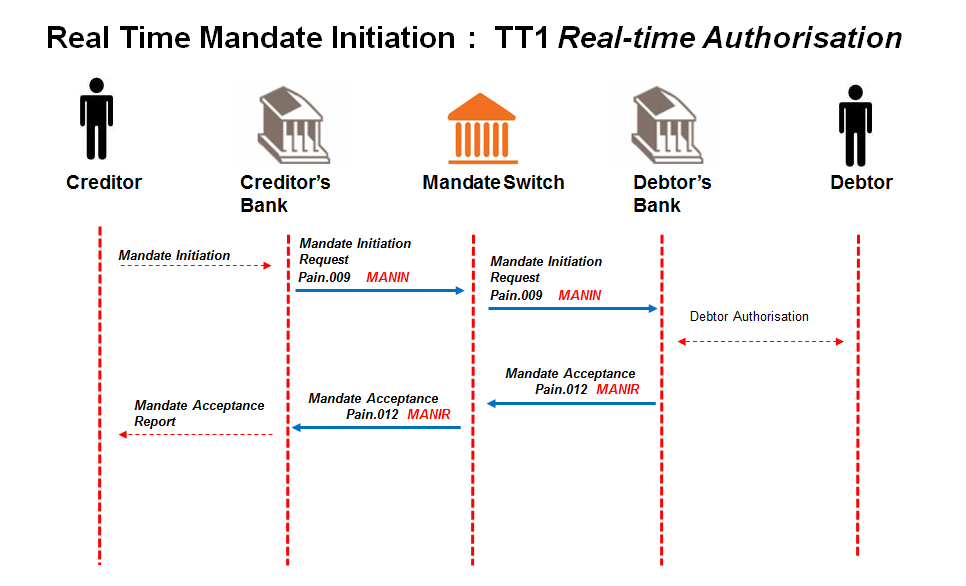 Real Time Mandate Initiation : TT1 Real-time Authorisation
Creditor
Creditor's
Bank
Mandate Switch
Debtor's
Bank
Debtor
Mandate Initiation
Mandate Initiation
Request
Pain.009 MANIN
Mandate Initiation
Request
Pain.009 MANIN
Debtor Authorisation
Mandate Acceptance
Pain.012 MANIR
Mandate Acceptance
Pain.012 MANIR
Mandate Acceptance
Report